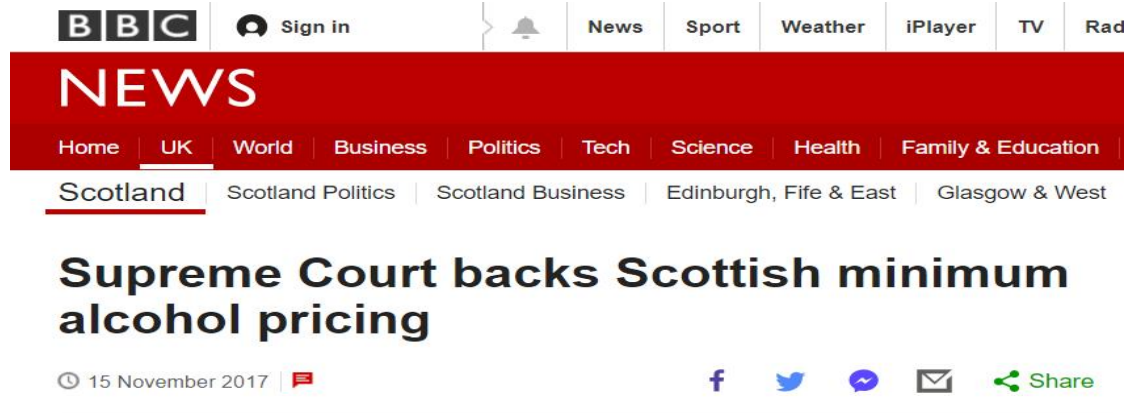 BBC Sign in News Sport Weather iPlayer TV Rad
NEWS
Home UK World Business Politics Tech Science Health Family & Education
Scotland Scotland Politics Scotland Business Edinburgh, Fife & East Glasgow & West
Supreme Court backs Scottish minimum
alcohol pricing
15 November 2017 f Share